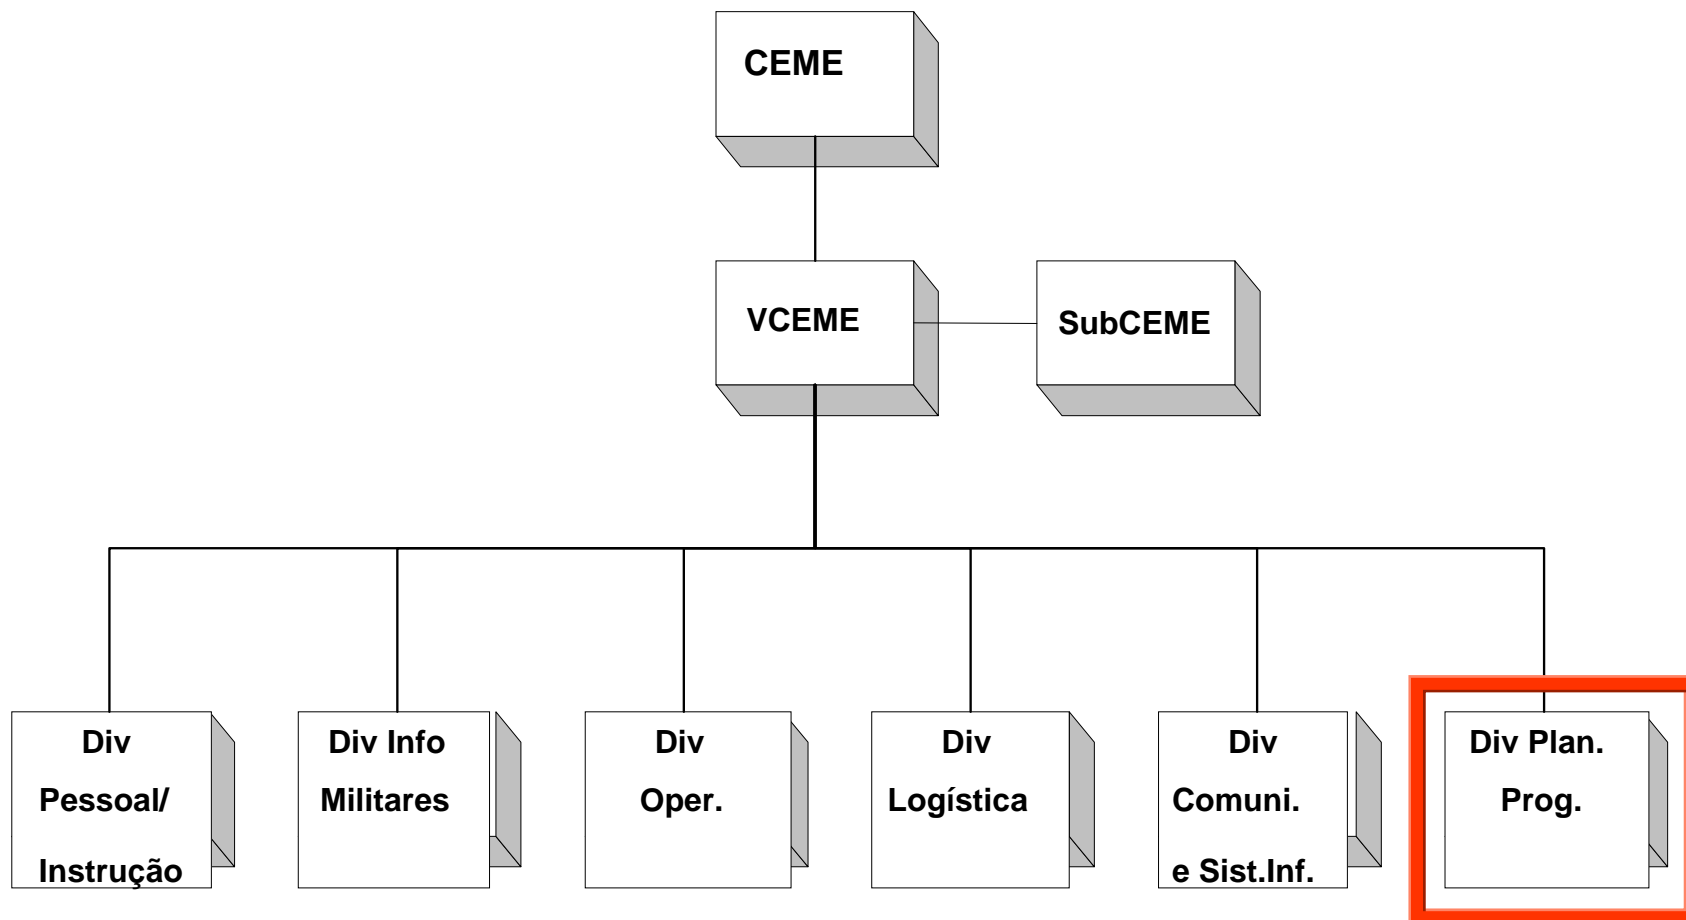 CEME
VCEME
SubCEME
Div
Pessoal/
Instrução
Div Info
Militares
Div
Oper.
Div
Logística
Div
Comuni.
e Sist.Inf.
Div Plan.
Prog.